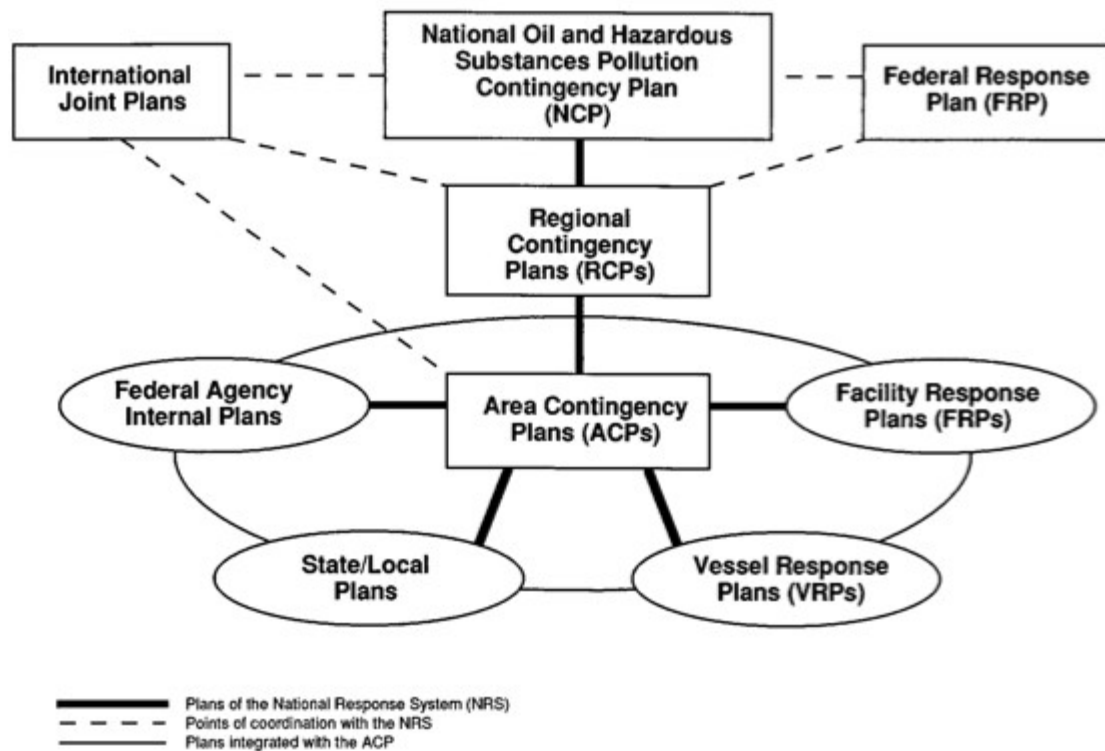 National Oil and Hazardous
Substances Pollution
Contingency Plan
(NCP)
International
Joint Plans
Federal Response
Plan (FRP)
Regional
Contingency
Plans (RCPs)
Federal Agency
Internal Plans
Area Contingency
Plans (ACPs)
Facility Response
Plans (FRPs)
State/Local
Plans
Vessel Response
Plans (VRPs)
Plans of the National Response System (NRS)
Points of coordination with the NRS
Plans integrated with the ACP